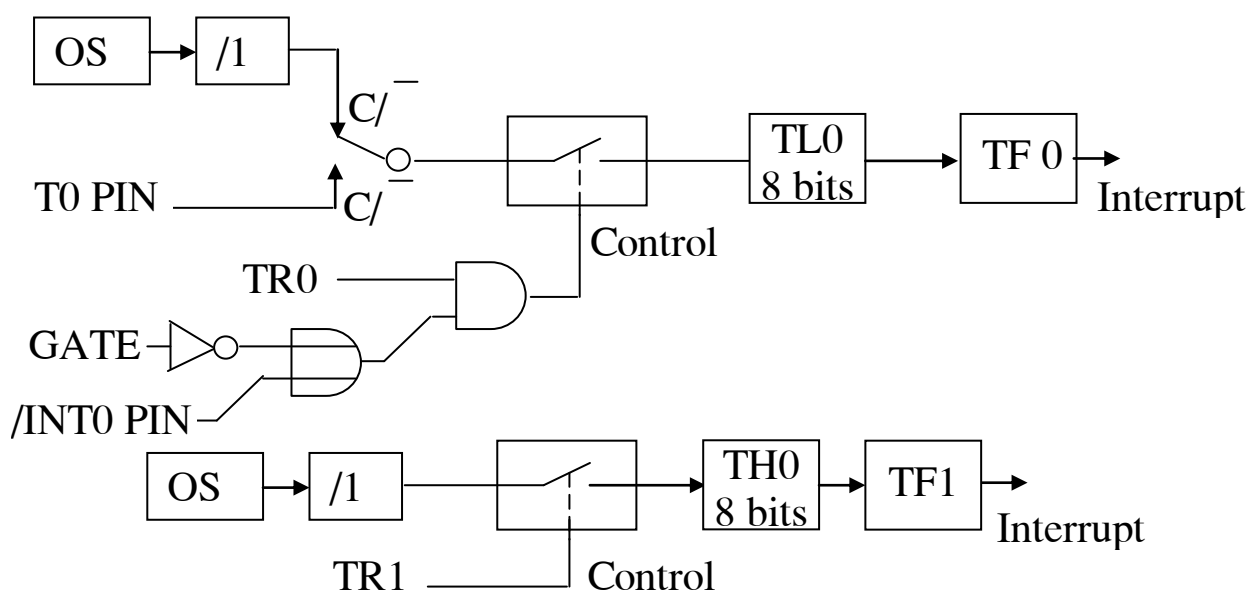 OS
/1
C/
T0 PIN
C/
TL0
8 bits
TF 0
Interrupt
Control
TR0
GATE
/INT0 PIN
OS
/1
TH0
8 bits
TF1
Interrupt
TR1
Control